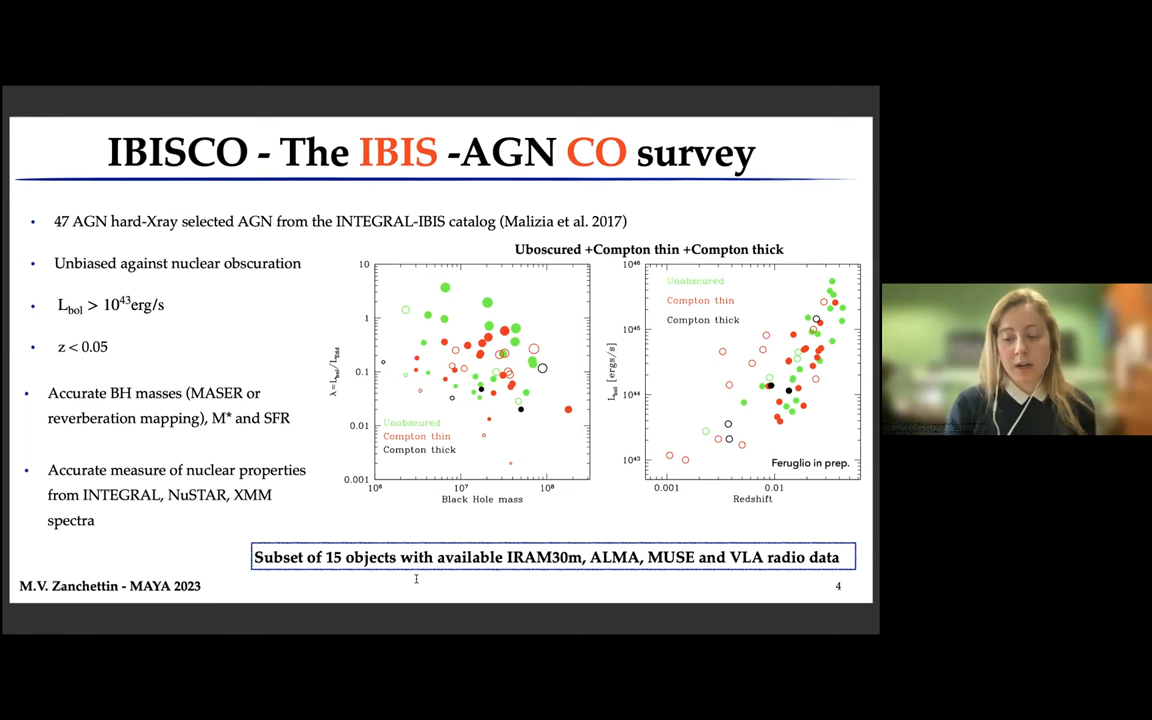 IBISCO - The IBIS -AGN CO survey
• 47 AGN hard-Xray selected AGN from the INTEGRAL-IBIS catalog (Malizia et al. 2017)
Uboscured +Compton thin +Compton thick
• Unbiased against nuclear obscuration
• L_bol > 10^43 erg/s
• z < 0.05
• Accurate BH masses (MASER or
reverberation mapping), M* and SFR
• Accurate measure of nuclear properties
from INTEGRAL, NuSTAR, XMM
spectra
10
1
0.1
0.01
0.001
λ=L_bol/L_Edd
Unobscured
Compton thin
Compton thick
10^6
10^7
10^8
Black Hole mass
10^46
10^45
10^44
10^43
L_bol [ergs/s]
Unobscured
Compton thin
Compton thick
Feruglio in prep.
0.001
0.01
Redshift
Subset of 15 objects with available IRAM30m, ALMA, MUSE and VLA radio data
M.V. Zanchettin - MAYA 2023
4